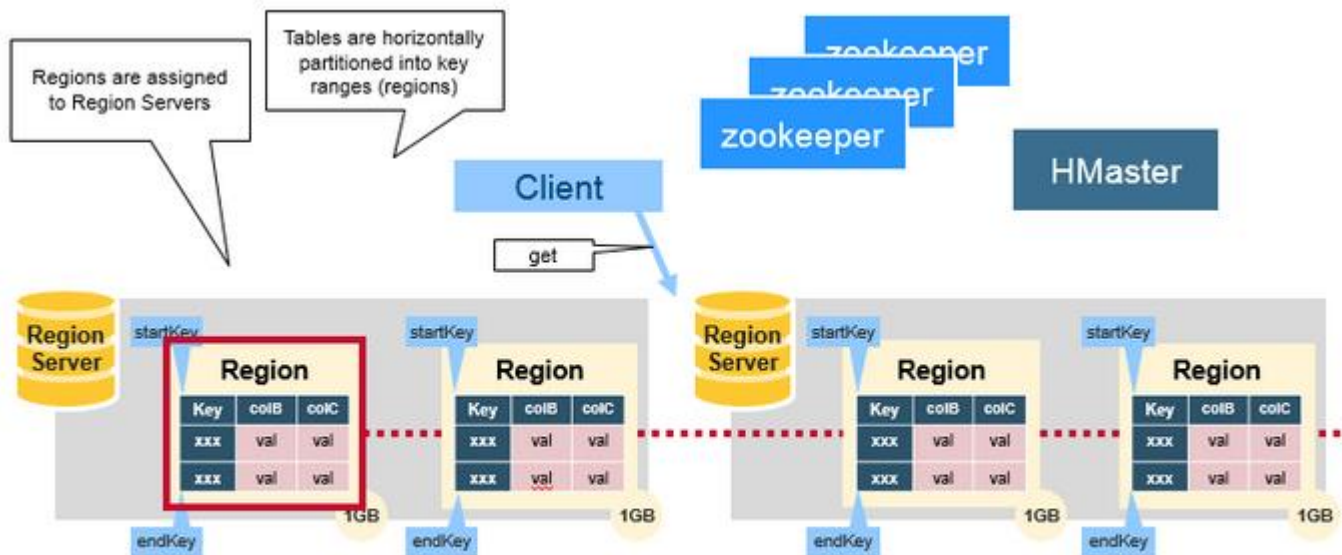 Regions are assigned
to Region Servers
Tables are horizontally
partitioned into key
ranges (regions)
zookeeper
zookeeper
zookeeper
HMaster
Client
get
Region
Server
startKey
Region
Key colB colC
xxx val val
xxx val val
1GB
endKey
startKey
Region
Key colB colC
xxx val val
xxx val val
1GB
endKey
Region
Server
startKey
Region
Key colB colC
xxx val val
xxx val val
1GB
endKey
startKey
Region
Key colB colC
xxx val val
xxx val val
1GB
endKey